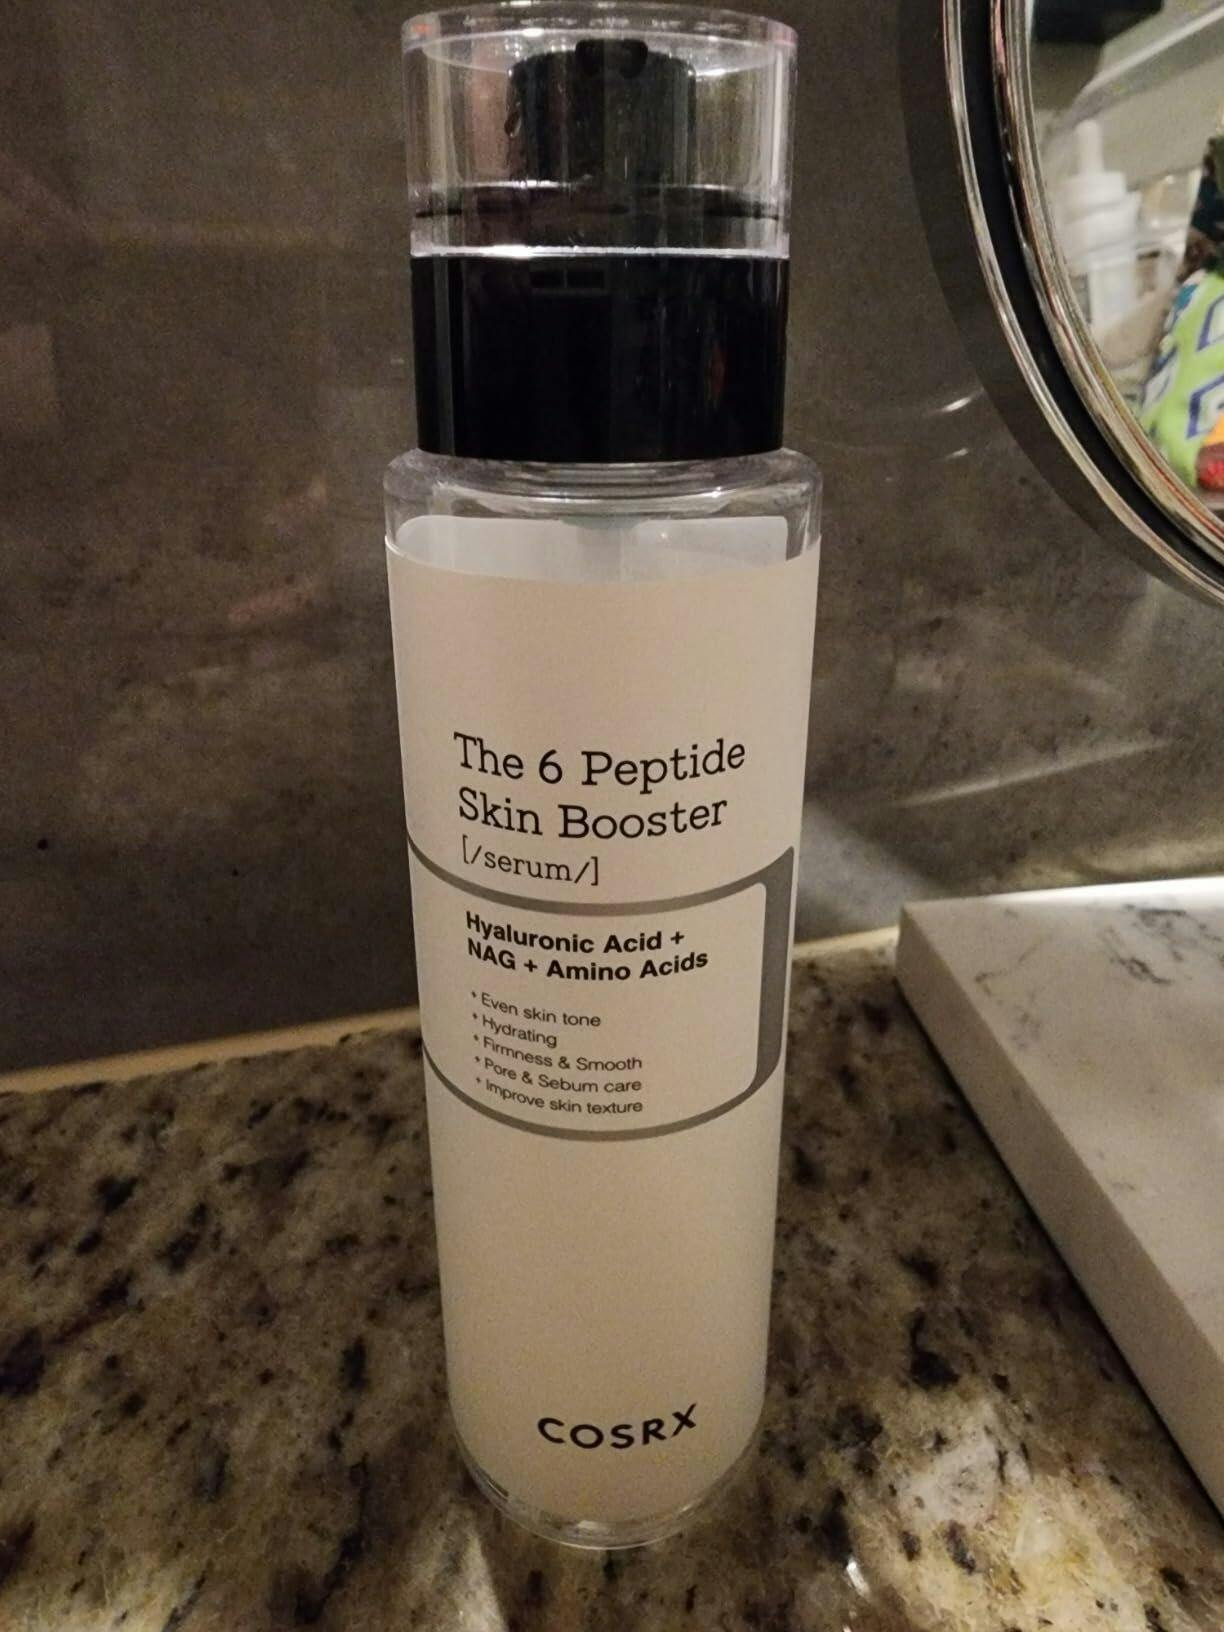 The 6 Peptide
Skin Booster
[/serum/]
Hyaluronic Acid +
NAG + Amino Acids
* Even skin tone
* Hydrating
* Firmness & Smooth
* Pore & Sebum care
* Improve skin texture
COSRX